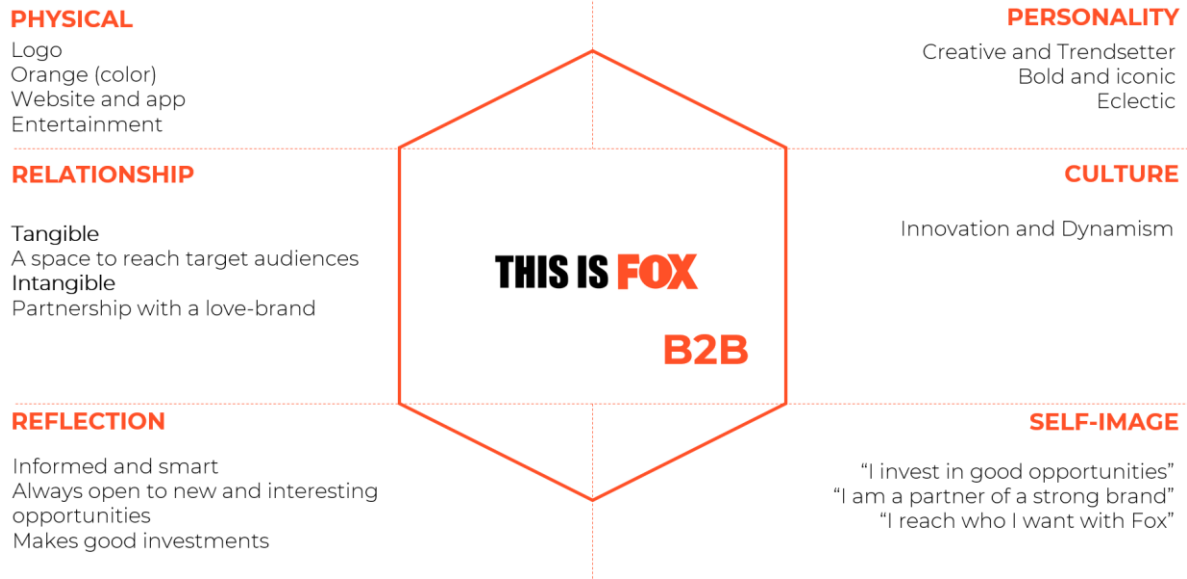 PHYSICAL
Logo
Orange (color)
Website and app
Entertainment
PERSONALITY
Creative and Trendsetter
Bold and iconic
Eclectic
RELATIONSHIP
Tangible
A space to reach target audiences
Intangible
Partnership with a love-brand
THIS IS FOX
B2B
CULTURE
Innovation and Dynamism
REFLECTION
Informed and smart
Always open to new and interesting
opportunities
Makes good investments
SELF-IMAGE
“I invest in good opportunities”
“I am a partner of a strong brand”
“I reach who I want with Fox”